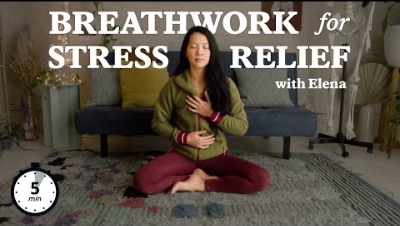 BREATHWORK for
STRESS RELIEF
with Elena
5
min